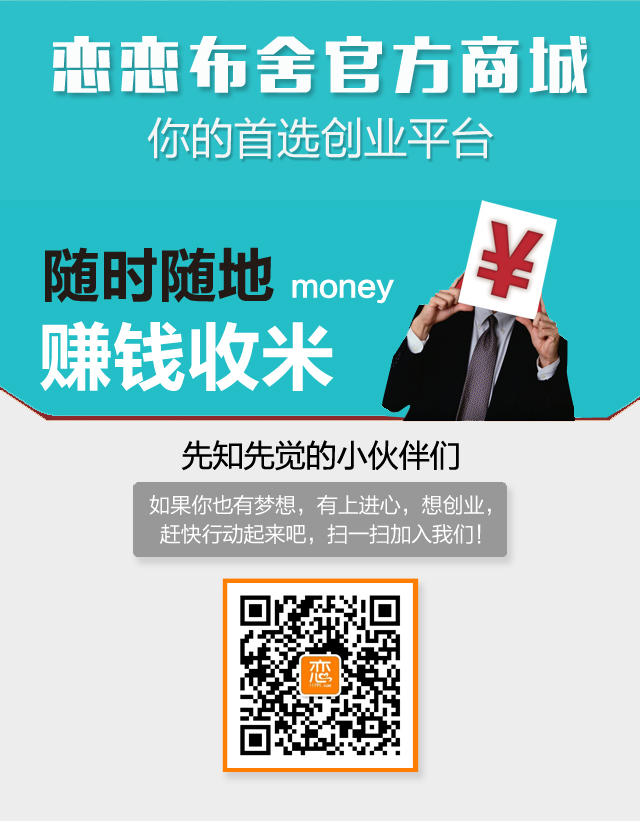 恋恋布舍官方商城
你的首选创业平台
¥
随时随地 money
赚钱收米
先知先觉的小伙伴们
如果你也有梦想，有上进心，想创业，
赶快行动起来吧，扫一扫加入我们！
恋